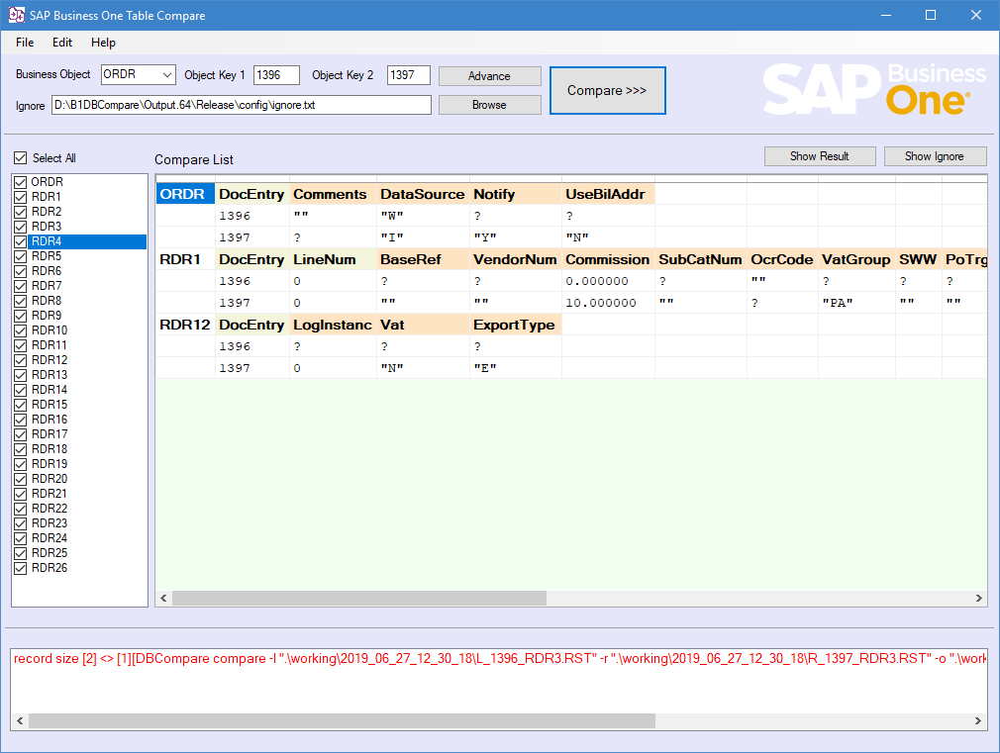 SAP Business One Table Compare
File Edit Help
Business Object ORDR Object Key 1 1396 Object Key 2 1397 Advance
Compare >>>
SAP Business One
Ignore D:\B1DBCompare\Output.64\Release\config\ignore.txt Browse
Select All
Compare List
Show Result Show Ignore
ORDR
RDR1
RDR2
RDR3
RDR4
RDR5
RDR6
RDR7
RDR8
RDR9
RDR10
RDR11
RDR12
RDR13
RDR14
RDR15
RDR16
RDR17
RDR18
RDR19
RDR20
RDR21
RDR22
RDR23
RDR24
RDR25
RDR26
ORDR DocEntry Comments DataSource Notify UseBilAddr
1396 "" "W" ? ?
1397 ? "I" "Y" "N"
RDR1 DocEntry LineNum BaseRef VendorNum Commission SubCatNum OcrCode VatGroup SWW PoTrg
1396 0 ? ? 0.000000 ? "" ? ? ?
1397 0 "" "" 10.000000 "" ? "PA" "" ""
RDR12 DocEntry LogInstanc Vat ExportType
1396 ? ? ?
1397 0 "N" "E"
record size [2] <> [1][DBCompare compare -l ".\working\2019_06_27_12_30_18\L_1396_RDR3.RST" -r ".\working\2019_06_27_12_30_18\R_1397_RDR3.RST" -o ".\work